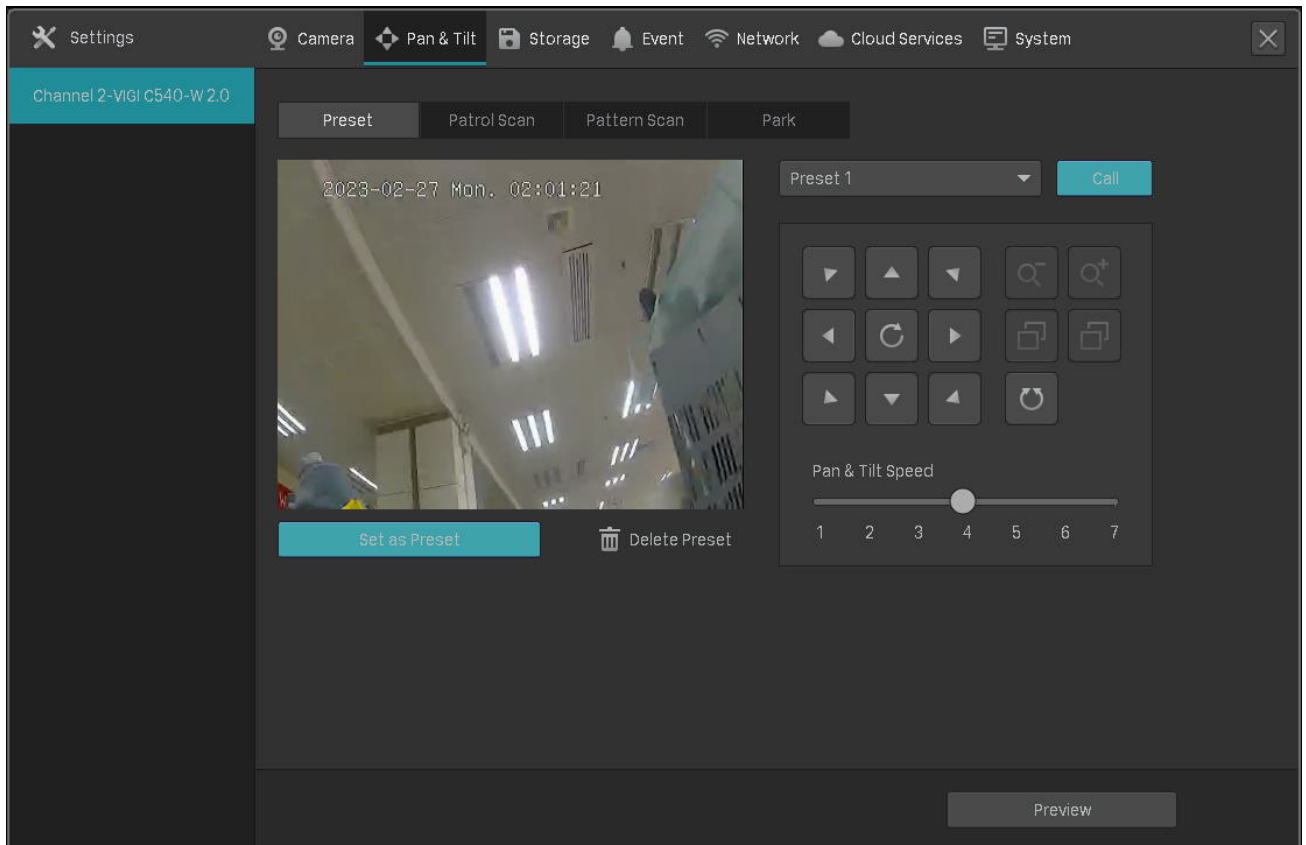 Settings
Camera
Pan & Tilt
Storage
Event
Network
Cloud Services
System
Channel 2-VIGI C540-W 2.0
Preset
Patrol Scan
Pattern Scan
Park
2023-02-27 Mon. 02:01:21
Preset 1
Call
Pan & Tilt Speed
1 2 3 4 5 6 7
Set as Preset
Delete Preset
Preview